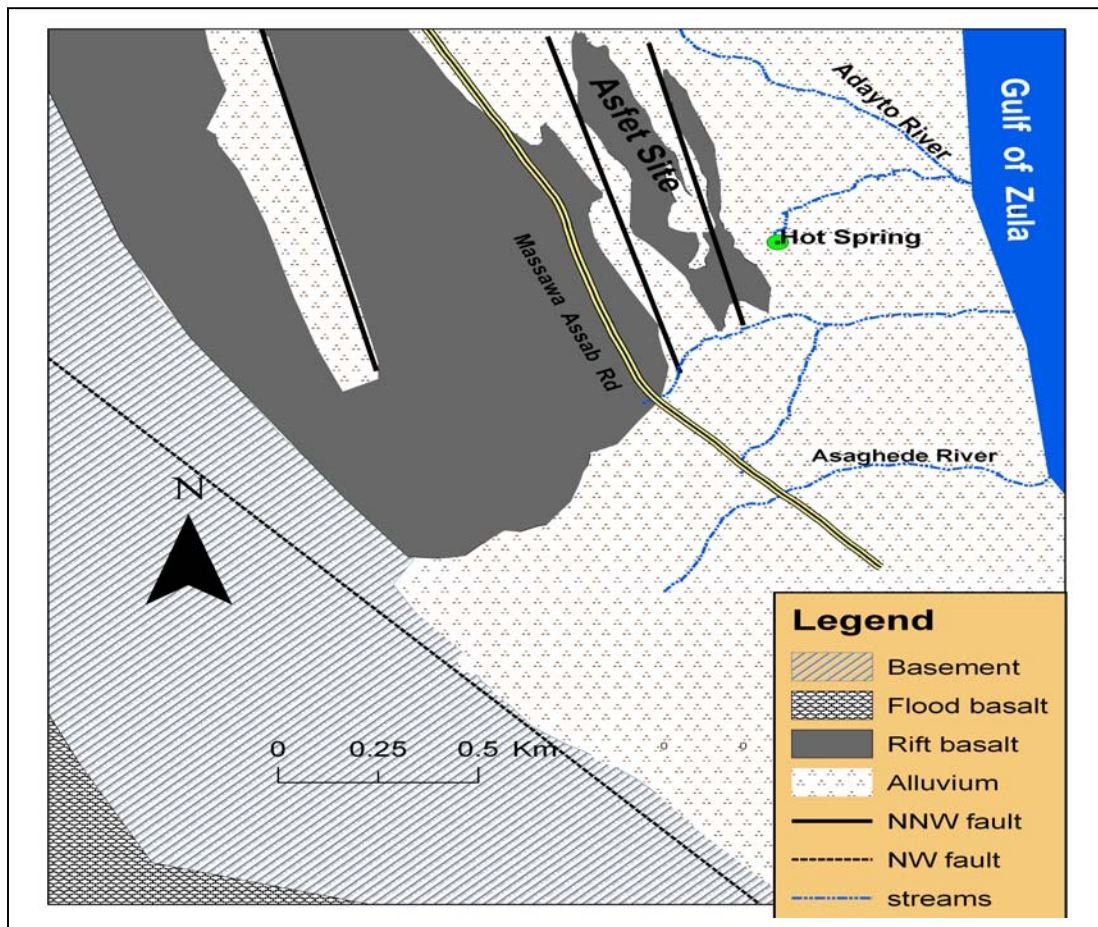 Adayto River
Gulf of Zula
Asfet Site
Hot Spring
Massawa Assab Rd
Asaghede River
N
0 0.25 0.5 Km
Legend
Basement
Flood basalt
Rift basalt
Alluvium
NNW fault
NW fault
streams